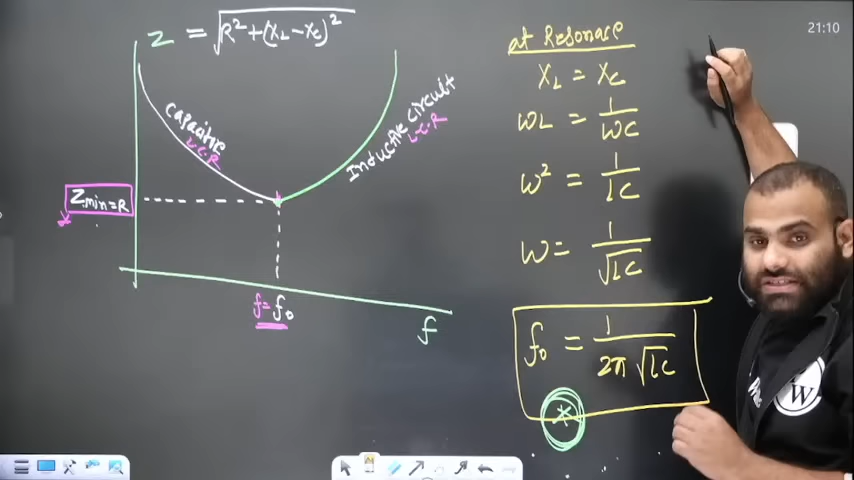 Z = √R² + (X_L - X_C)²
Capacitive
L-C-R
Inductive circuit
L-C-R
Z_min = R
f = f₀
f
at Resonace
X_L = X_C
ωL = 1/ωC
ω² = 1/LC
ω = 1/√LC
f₀ = 1/2π√LC
*
21:10
W